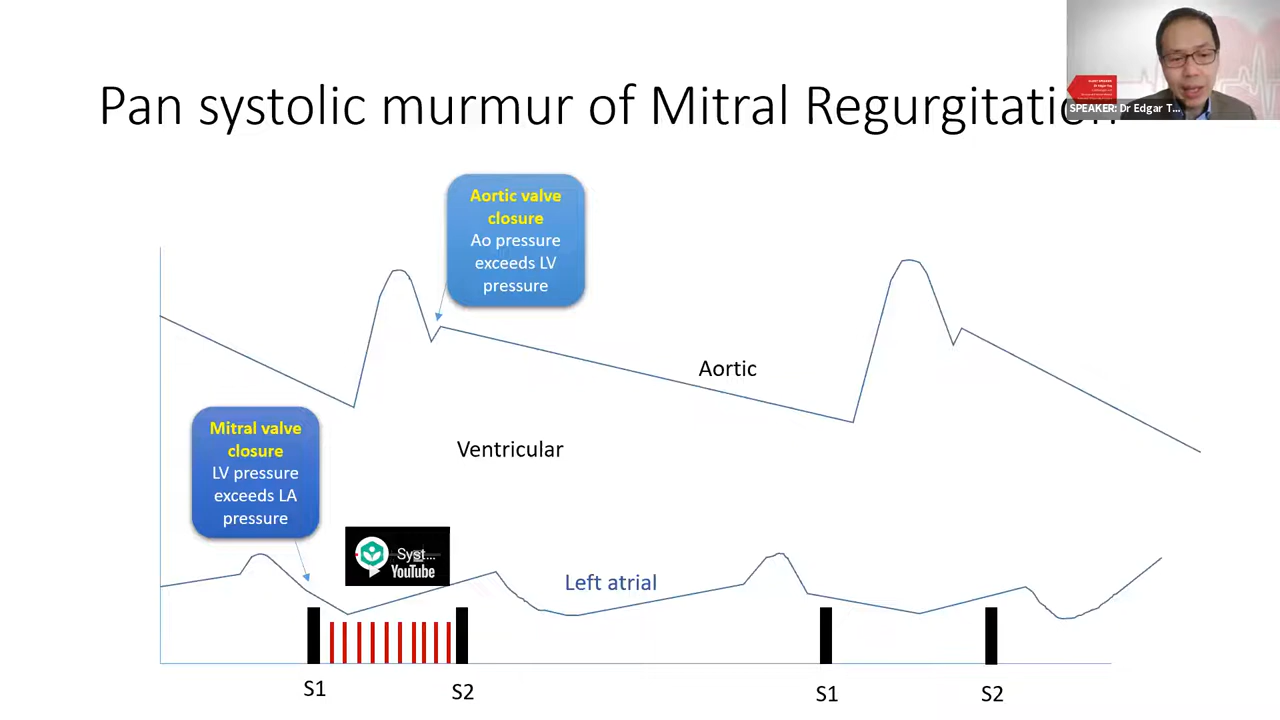 Pan systolic murmur of Mitral Regurgitation
SPEAKER: Dr Edgar T...
Aortic valve
closure
Ao pressure
exceeds LV
pressure
Aortic
Mitral valve
closure
LV pressure
exceeds LA
pressure
Ventricular
Syst...
YouTube
Left atrial
S1
S2
S1
S2